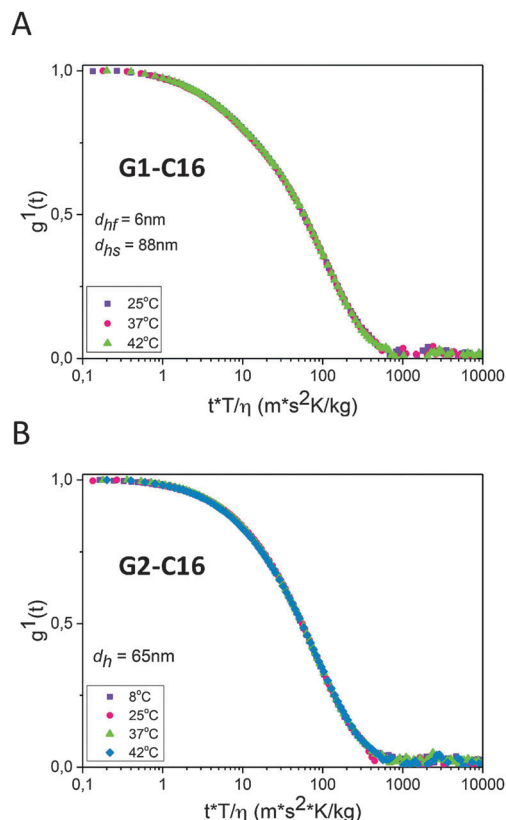 A
1,0
0,5
0,0
g¹(t)
G1-C16
dhf = 6nm
dhs = 88nm
25°C
37°C
42°C
0,1 1 10 100 1000 10000
t*T/η (m*s²K/kg)
B
1,0
0,5
0,0
g¹(t)
G2-C16
dh = 65nm
8°C
25°C
37°C
42°C
0,1 1 10 100 1000 10000
t*T/η (m*s²*K/kg)